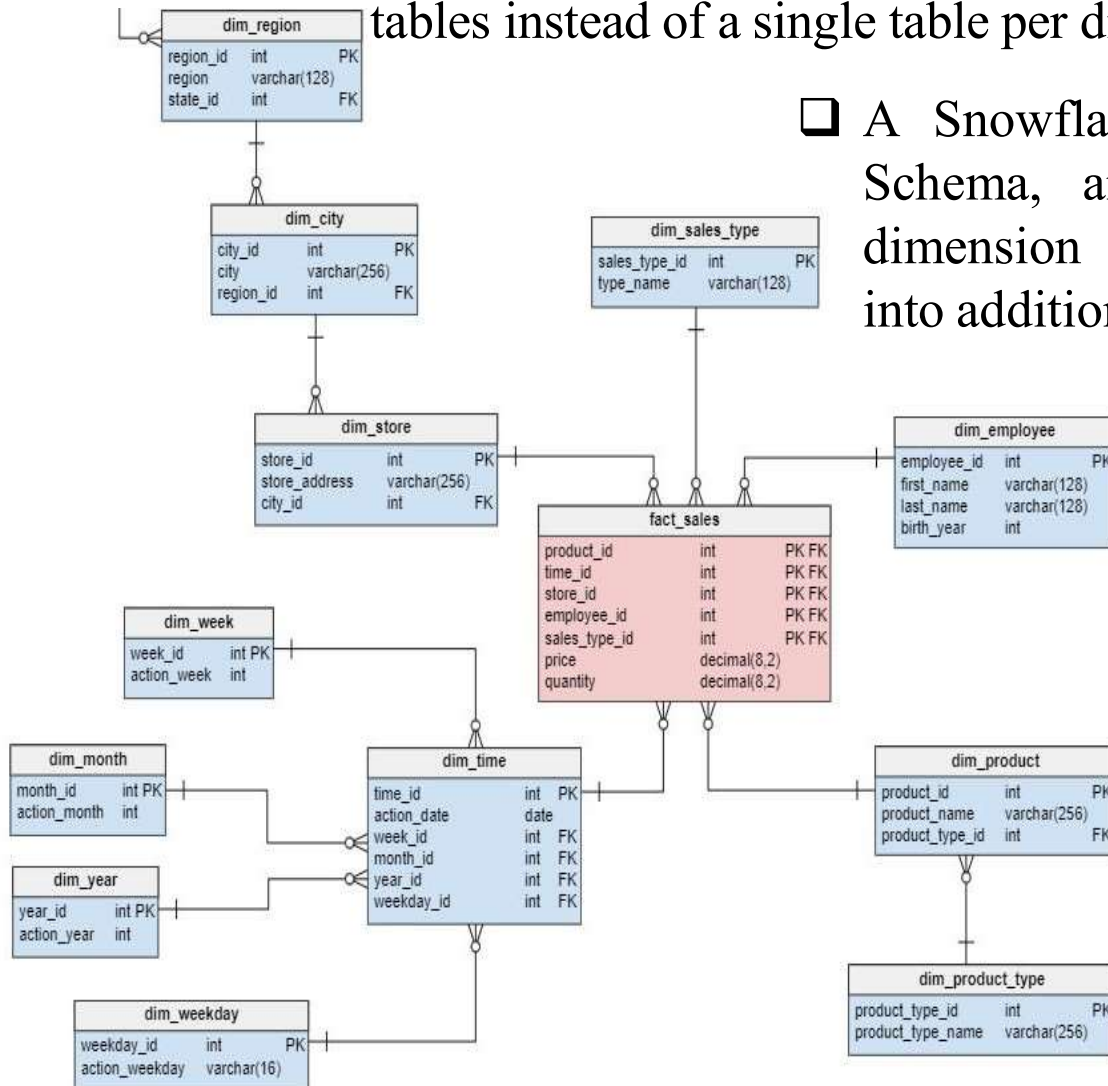 tables instead of a single table per di
A Snowfla
Schema, a
dimension
into addition
dim_region
region_id int PK
region varchar(128)
state_id int FK
dim_city
city_id int PK
city varchar(256)
region_id int FK
dim_sales_type
sales_type_id int PK
type_name varchar(128)
dim_store
store_id int PK
store_address varchar(256)
city_id int FK
dim_employee
employee_id int PK
first_name varchar(128)
last_name varchar(128)
birth_year int
fact_sales
product_id int PK FK
time_id int PK FK
store_id int PK FK
employee_id int PK FK
sales_type_id int PK FK
price decimal(8,2)
quantity decimal(8,2)
dim_week
week_id int PK
action_week int
dim_month
month_id int PK
action_month int
dim_time
time_id int PK
action_date date
week_id int FK
month_id int FK
year_id int FK
weekday_id int FK
dim_product
product_id int PK
product_name varchar(256)
product_type_id int FK
dim_year
year_id int PK
action_year int
dim_product_type
product_type_id int PK
product_type_name varchar(256)
dim_weekday
weekday_id int PK
action_weekday varchar(16)